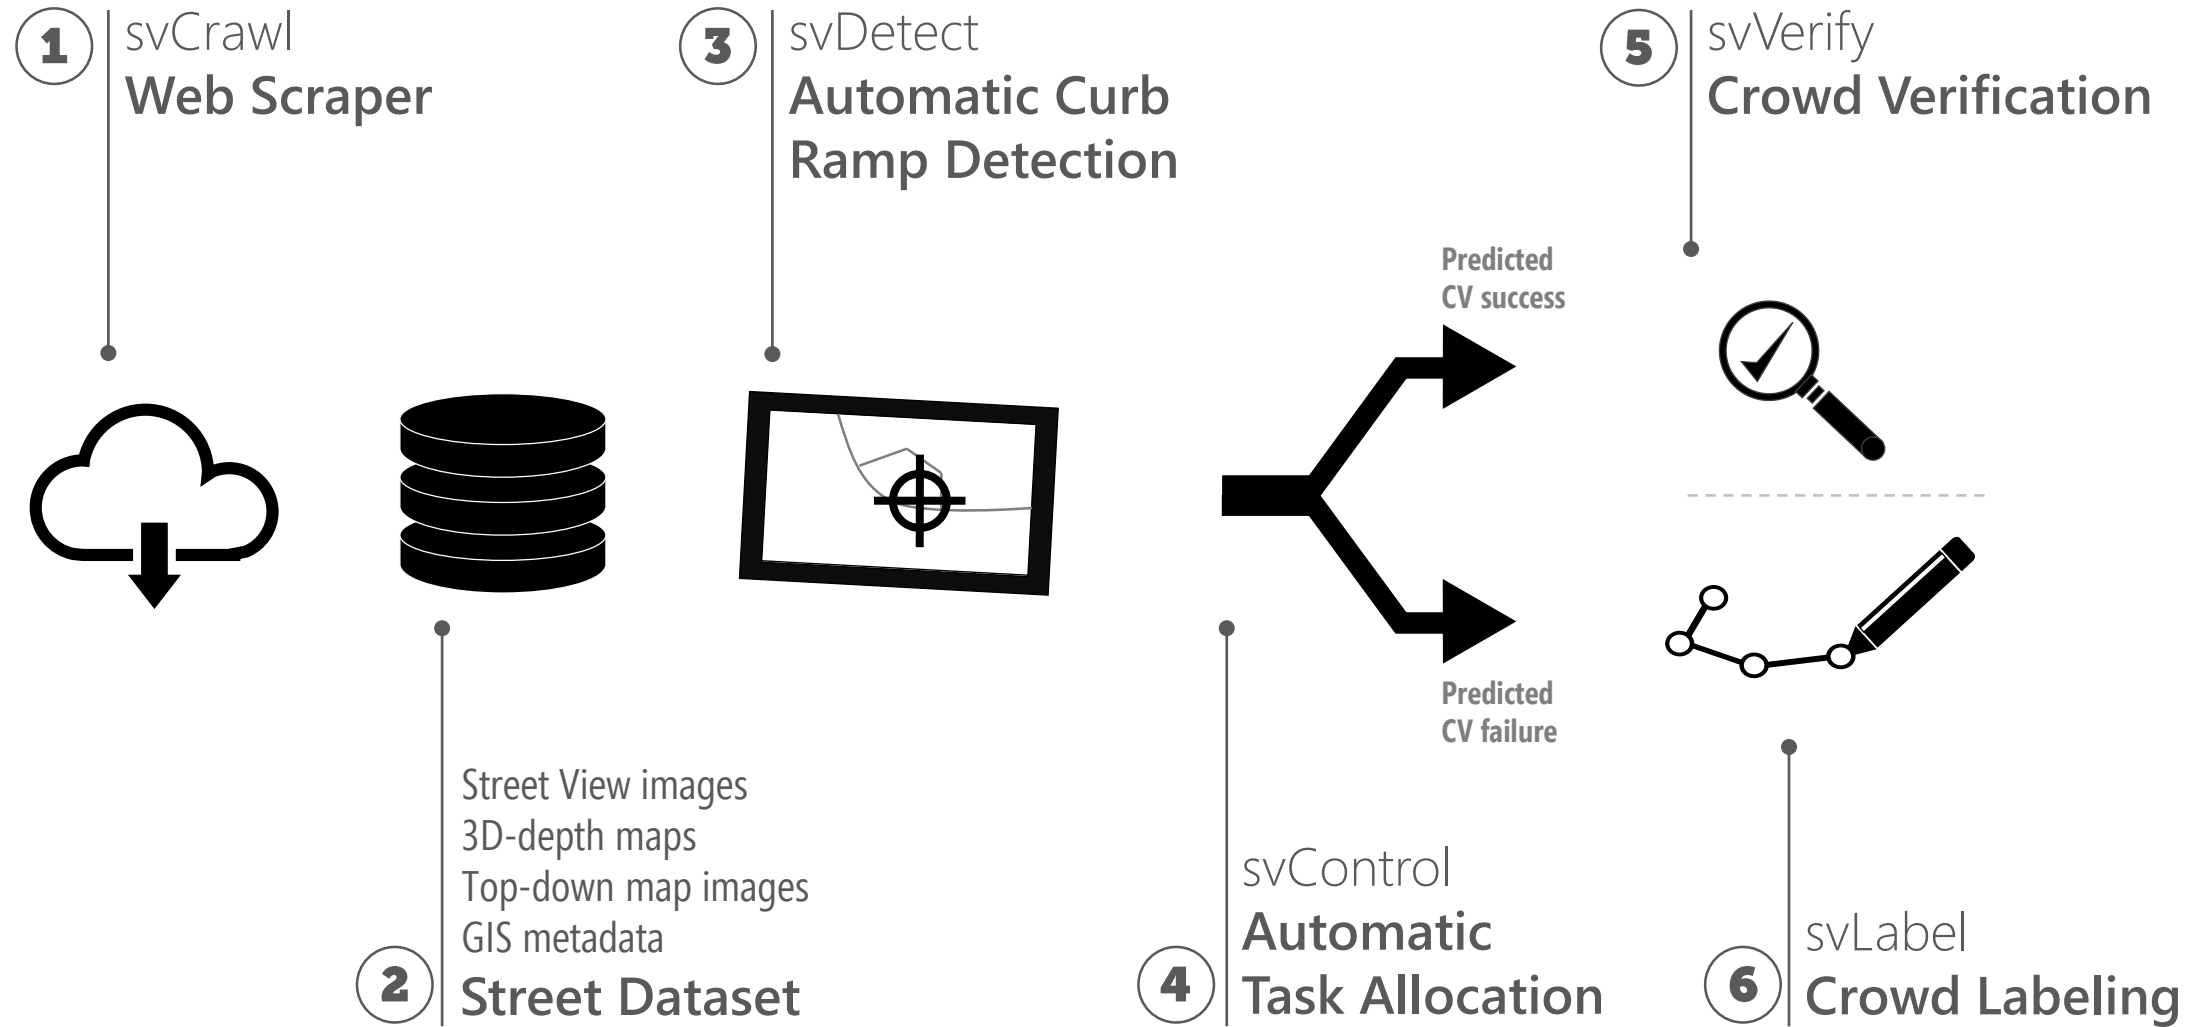 1
svCrawl
Web Scraper
2
Street View images
3D-depth maps
Top-down map images
GIS metadata
Street Dataset
3
svDetect
Automatic Curb
Ramp Detection
4
svControl
Automatic
Task Allocation
Predicted
CV success
Predicted
CV failure
5
svVerify
Crowd Verification
6
svLabel
Crowd Labeling